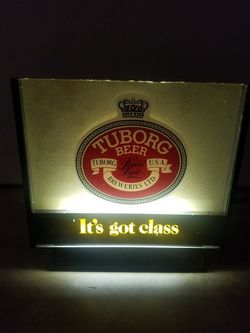 TUBORG
BEER
TUBORG
U.S.A.
BREWERIES LTD.
It's got class